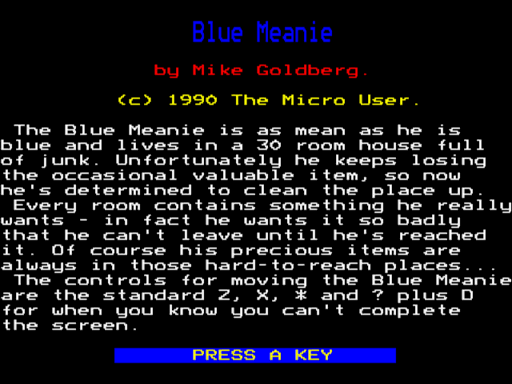 Blue Meanie
by Mike Goldberg.
(c) 1990 The Micro User.
The Blue Meanie is as mean as he is
blue and lives in a 30 room house full
of junk. Unfortunately he keeps losing
the occasional valuable item, so now
he's determined to clean the place up.
Every room contains something he really
wants - in fact he wants it so badly
that he can't leave until he's reached
it. Of course his precious items are
always in those hard-to-reach places...
The controls for moving the Blue Meanie
are the standard Z, X, * and ? plus D
for when you know you can't complete
the screen.
PRESS A KEY